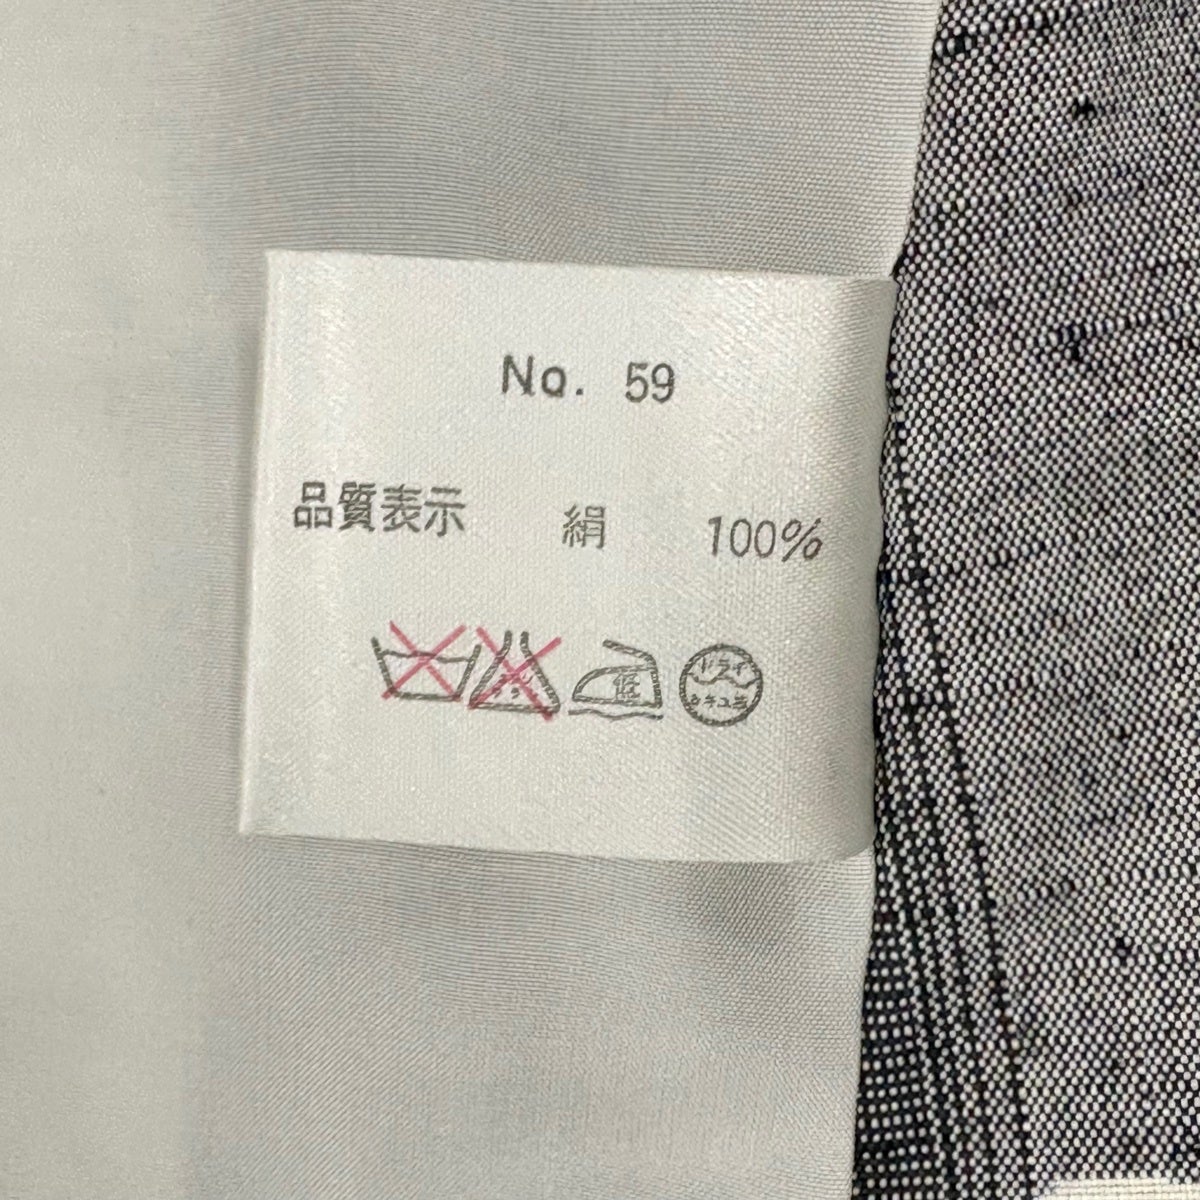 No. 59
品質表示 絹 100%
低 ドライ
セキユ系